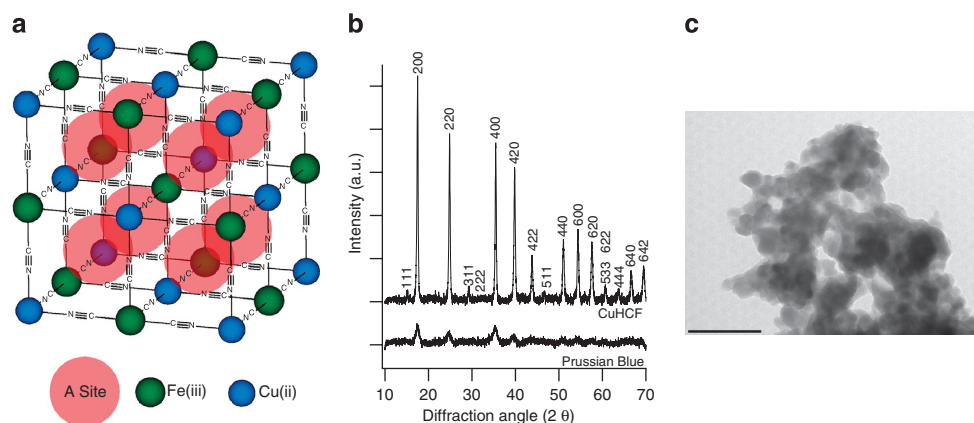 a
b
c
N≡C
A Site
Fe(iii)
Cu(ii)
Intensity (a.u.)
111
200
220
311
222
400
420
422
511
440
600
620
533
622
444
640
642
CuHCF
Prussian Blue
10 20 30 40 50 60 70
Diffraction angle (2 θ)